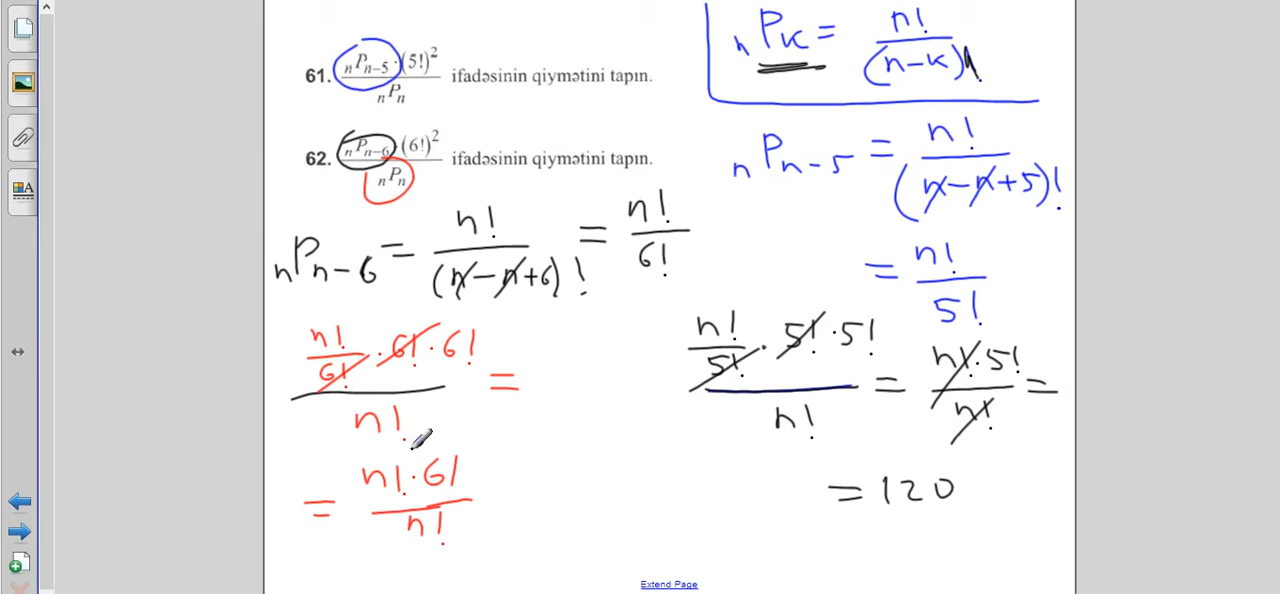 61. nPn-5 · (5!)² / nPn ifadəsinin qiymətini tapın.
62. nPn-6 · (6!)² / nPn ifadəsinin qiymətini tapın.
nPk = n! / (n-k)!
nPn-5 = n! / (n-n+5)!
= n! / 5!
nPn-6 = n! / (n-n+6)! = n! / 6!
n!/6! · 6! · 6! / n! =
= n! · 6! / n!
n!/5! · 5! · 5! / n! = n! · 5! / n! =
= 120
Extend Page